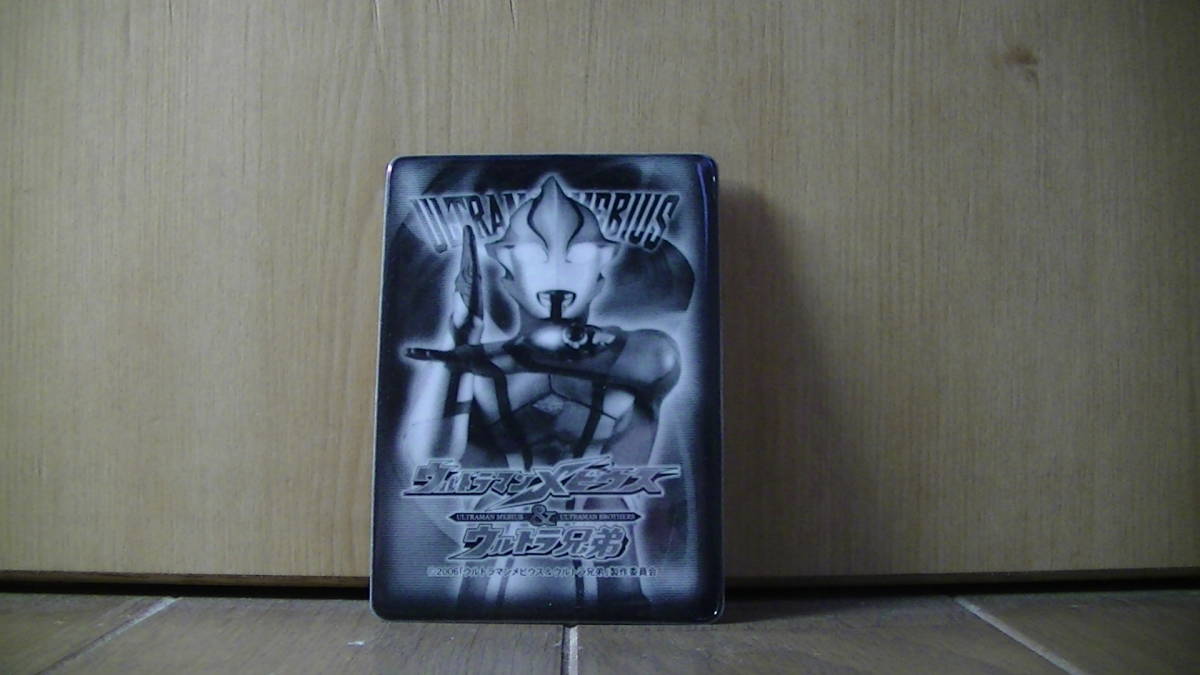 ULTRAMAN MEBIUS
ウルトラマンメビウス
ULTRAMAN MEBIUS & ULTRAMAN BROTHERS
ウルトラ兄弟
©2006「ウルトラマンメビウス&ウルトラ兄弟」製作委員会